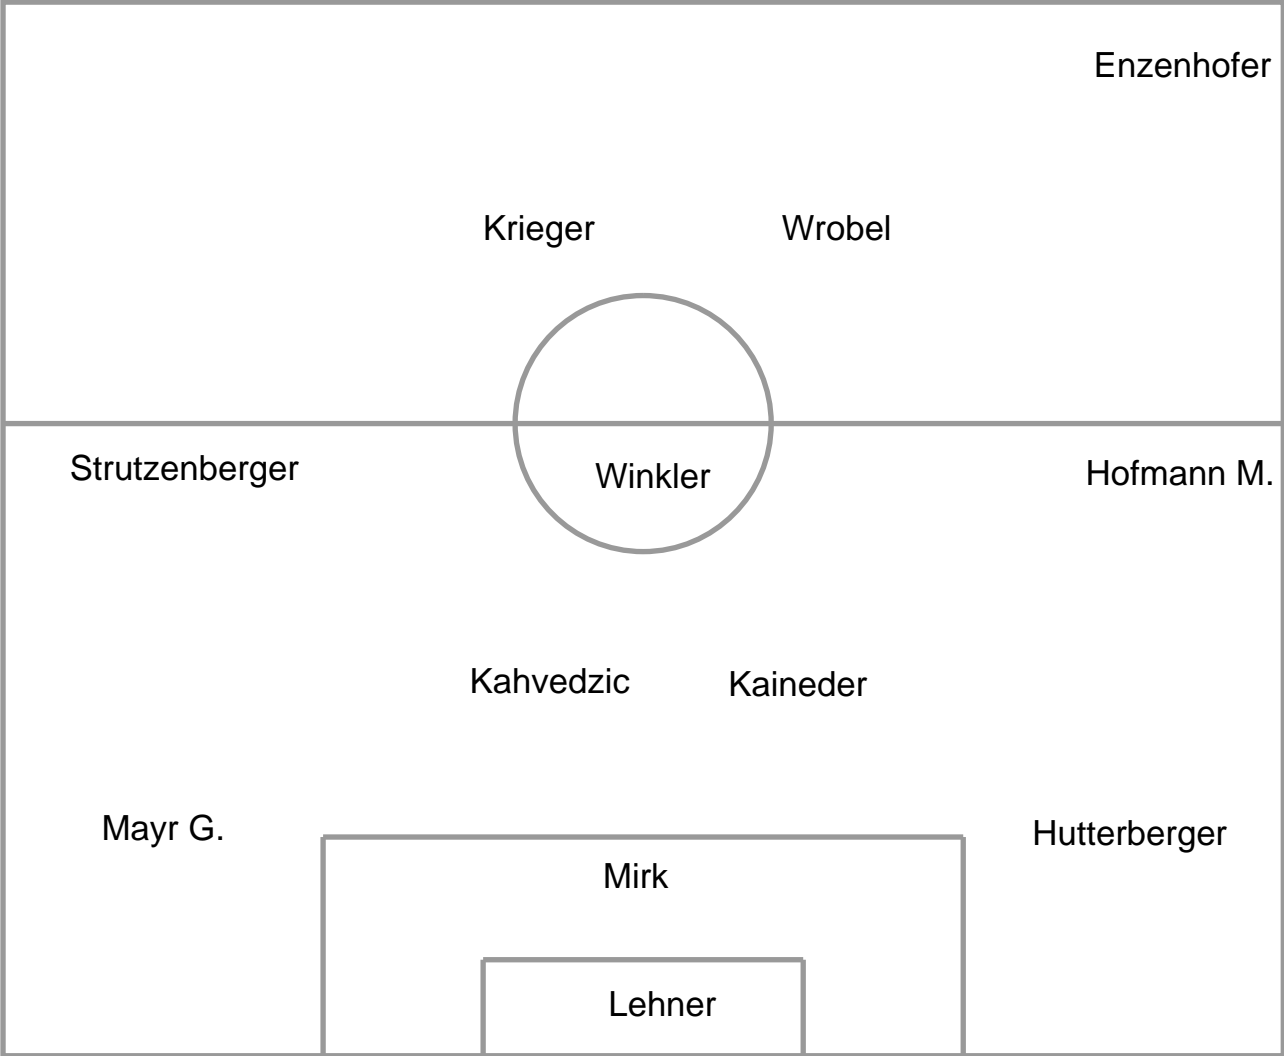 Enzenhofer
Krieger Wrobel
Strutzenberger Winkler Hofmann M.
Kahvedzic Kaineder
Mayr G. Hutterberger
Mirk
Lehner